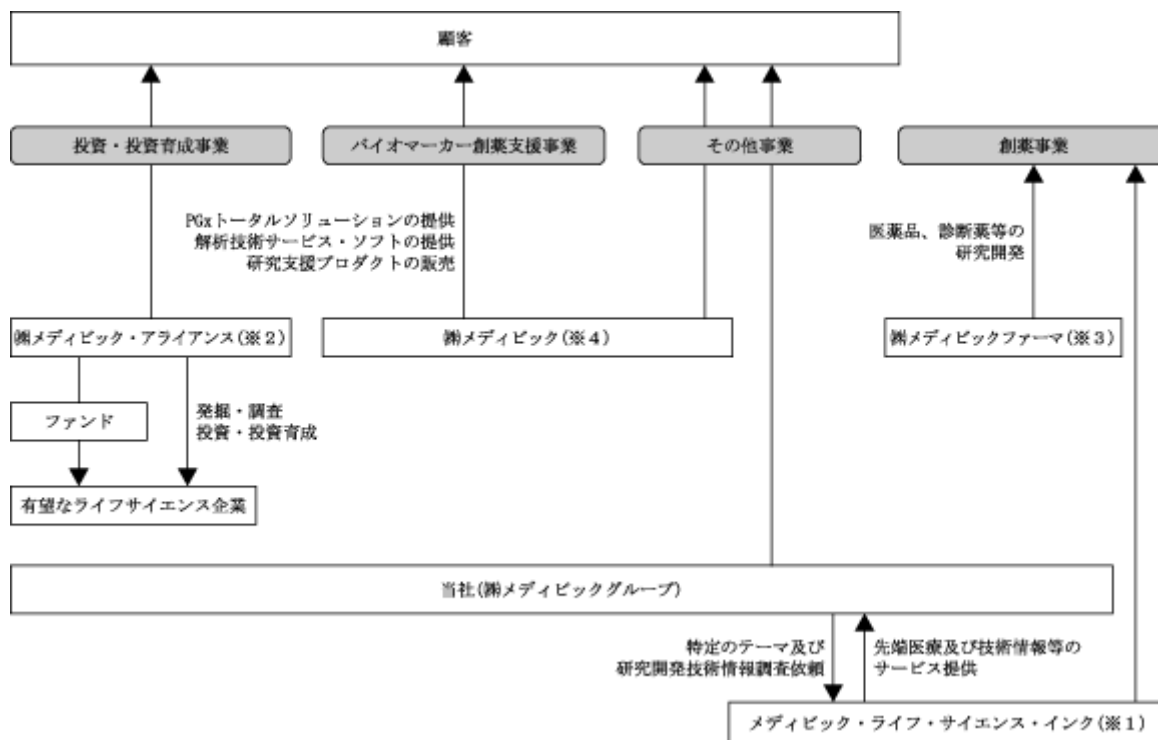 顧客
投資・投資育成事業
バイオマーカー創薬支援事業
その他事業
創薬事業
PGxトータルソリューションの提供
解析技術サービス・ソフトの提供
研究支援プロダクトの販売
医薬品、診断薬等の
研究開発
㈱メディビック・アライアンス(※2)
㈱メディビック(※4)
㈱メディビックファーマ(※3)
ファンド
発掘・調査
投資・投資育成
有望なライフサイエンス企業
当社(㈱メディビックグループ)
特定のテーマ及び
研究開発技術情報調査依頼
先端医療及び技術情報等の
サービス提供
メディビック・ライフ・サイエンス・インク(※1)